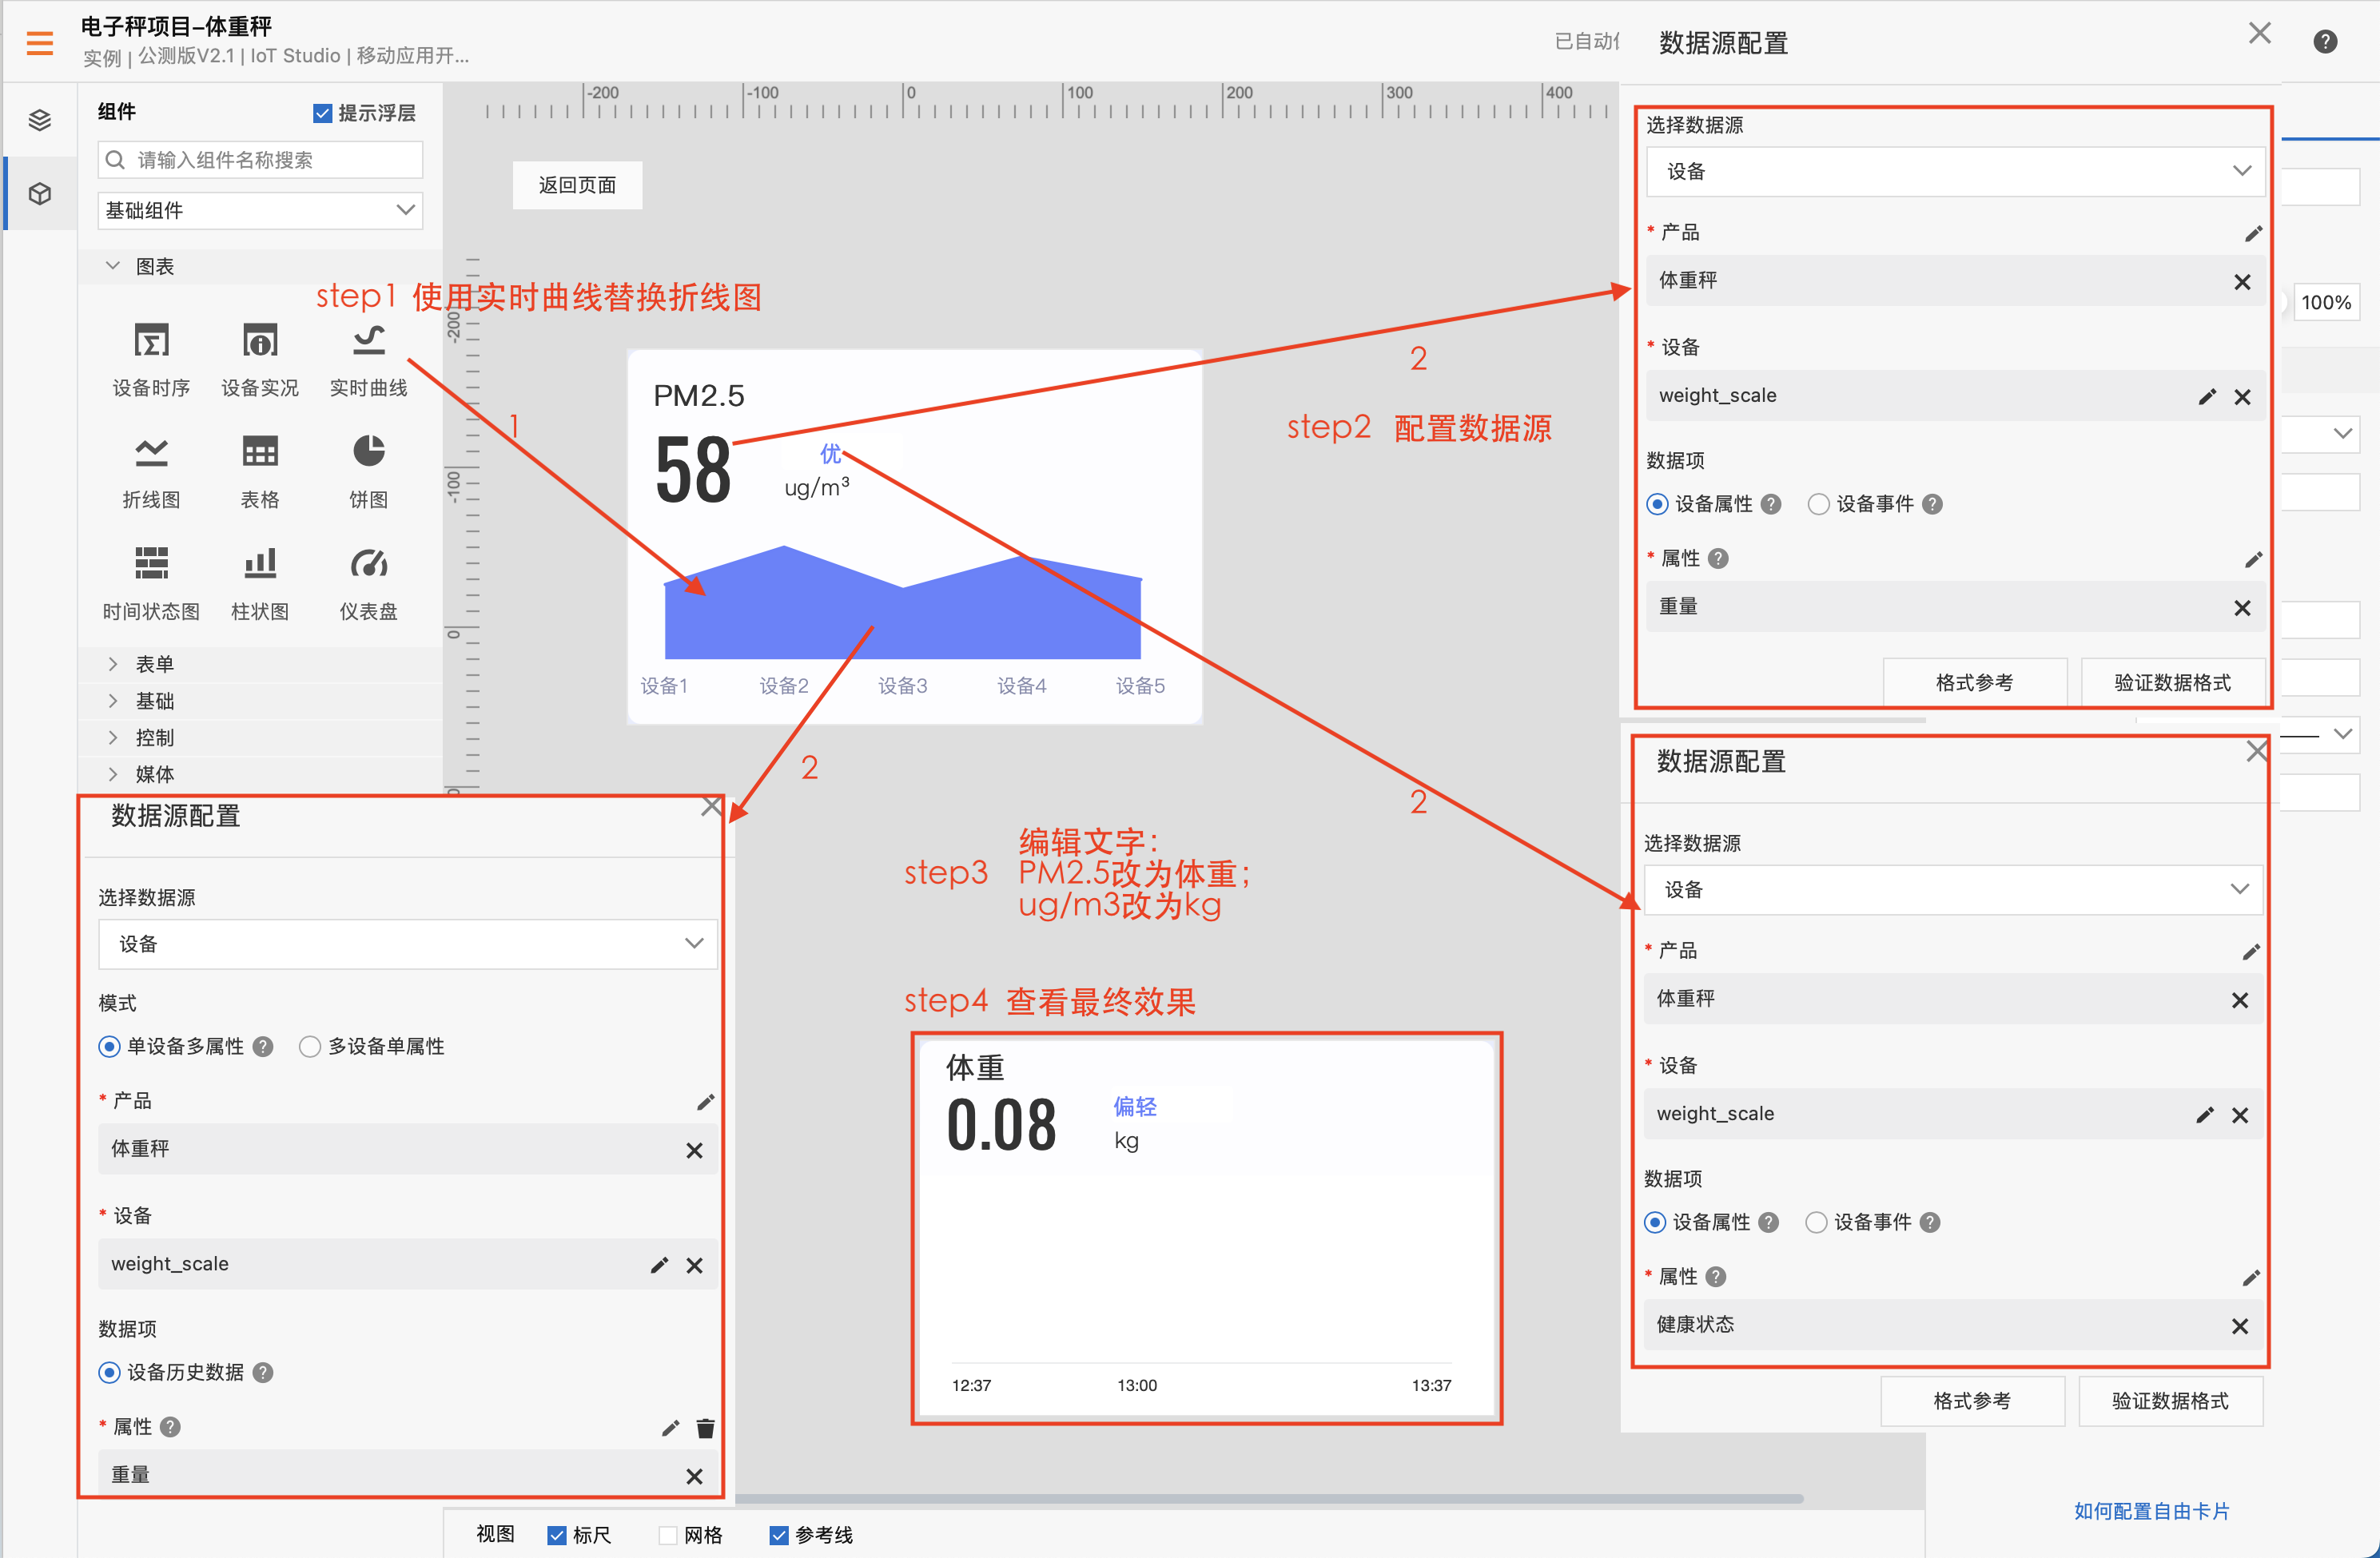 电子秤项目-体重秤
实例 | 公测版V2.1 | IoT Studio | 移动应用开...
组件
提示浮层
请输入组件名称搜索
基础组件
图表
设备时序 设备实况 实时曲线
折线图 表格 饼图
时间状态图 柱状图 仪表盘
表单
基础
控制
媒体
-200 -100 0 100 200 300 400
-200
-100
0
返回页面
step1 使用实时曲线替换折线图
1
PM2.5
58
优
ug/m³
设备1 设备2 设备3 设备4 设备5
2
step2 配置数据源
2
2
step3
编辑文字：
PM2.5改为体重；
ug/m3改为kg
step4 查看最终效果
体重
0.08
偏轻
kg
12:37 13:00 13:37
数据源配置
选择数据源
设备
模式
单设备多属性 ? 多设备单属性
* 产品
体重秤
* 设备
weight_scale
数据项
设备历史数据 ?
* 属性 ?
重量
视图 标尺 网格 参考线
已自动
数据源配置
?
选择数据源
设备
* 产品
体重秤
* 设备
weight_scale
数据项
设备属性 ? 设备事件 ?
* 属性 ?
重量
格式参考 验证数据格式
100%
数据源配置
选择数据源
设备
* 产品
体重秤
* 设备
weight_scale
数据项
设备属性 ? 设备事件 ?
* 属性 ?
健康状态
格式参考 验证数据格式
如何配置自由卡片